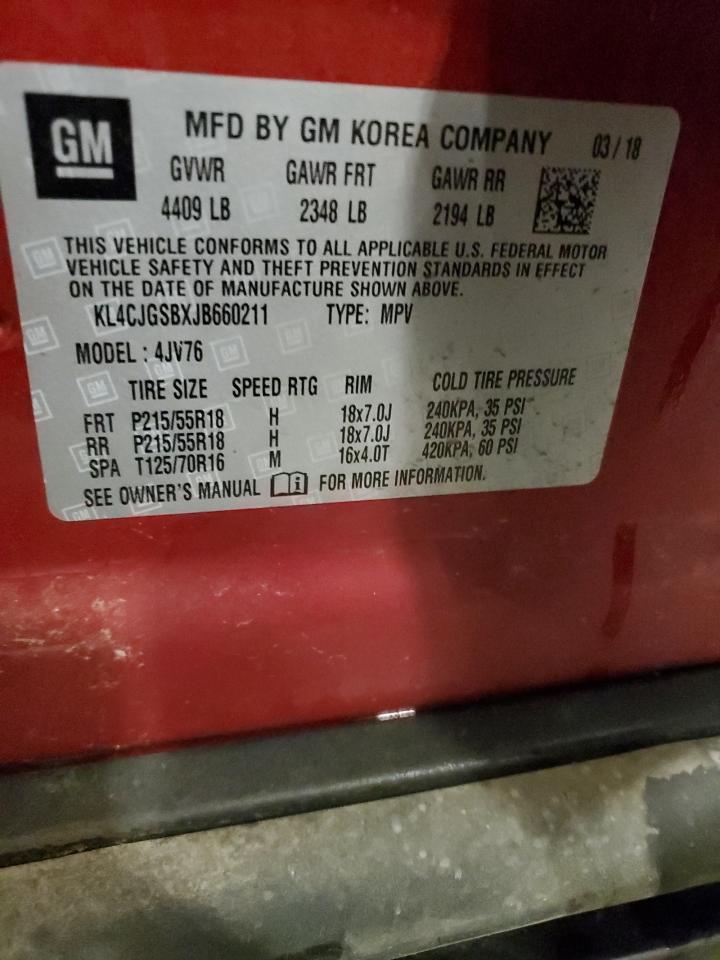 GM
MFD BY GM KOREA COMPANY 03/18
GVWR GAWR FRT GAWR RR
4409 LB 2348 LB 2194 LB
THIS VEHICLE CONFORMS TO ALL APPLICABLE U.S. FEDERAL MOTOR
VEHICLE SAFETY AND THEFT PREVENTION STANDARDS IN EFFECT
ON THE DATE OF MANUFACTURE SHOWN ABOVE.
KL4CJGSBXJB660211 TYPE: MPV
MODEL : 4JV76
TIRE SIZE SPEED RTG RIM COLD TIRE PRESSURE
FRT P215/55R18 H 18x7.0J 240KPA, 35 PSI
RR P215/55R18 H 18x7.0J 240KPA, 35 PSI
SPA T125/70R16 M 16x4.0T 420KPA, 60 PSI
SEE OWNER'S MANUAL i FOR MORE INFORMATION.